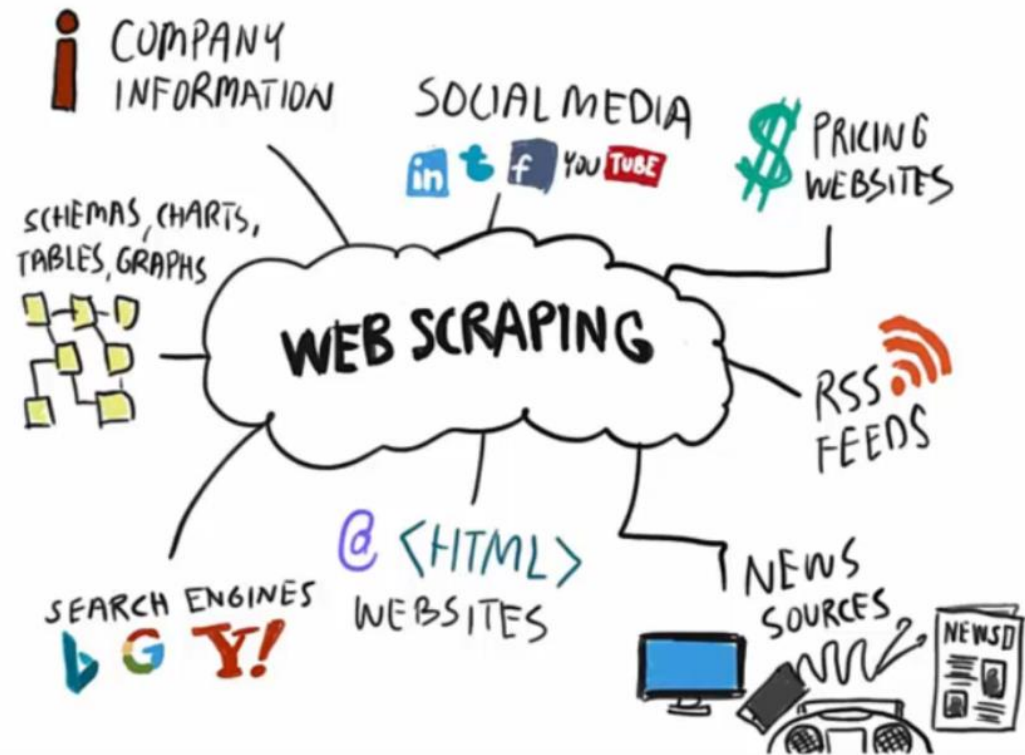 COMPANY
INFORMATION
SOCIAL MEDIA
in t f YOU TUBE
$ PRICING
WEBSITES
SCHEMAS, CHARTS,
TABLES, GRAPHS
WEB SCRAPING
RSS
FEEDS
@ <HTML>
WEBSITES
SEARCH ENGINES
b G Y!
NEWS
SOURCES
NEWS